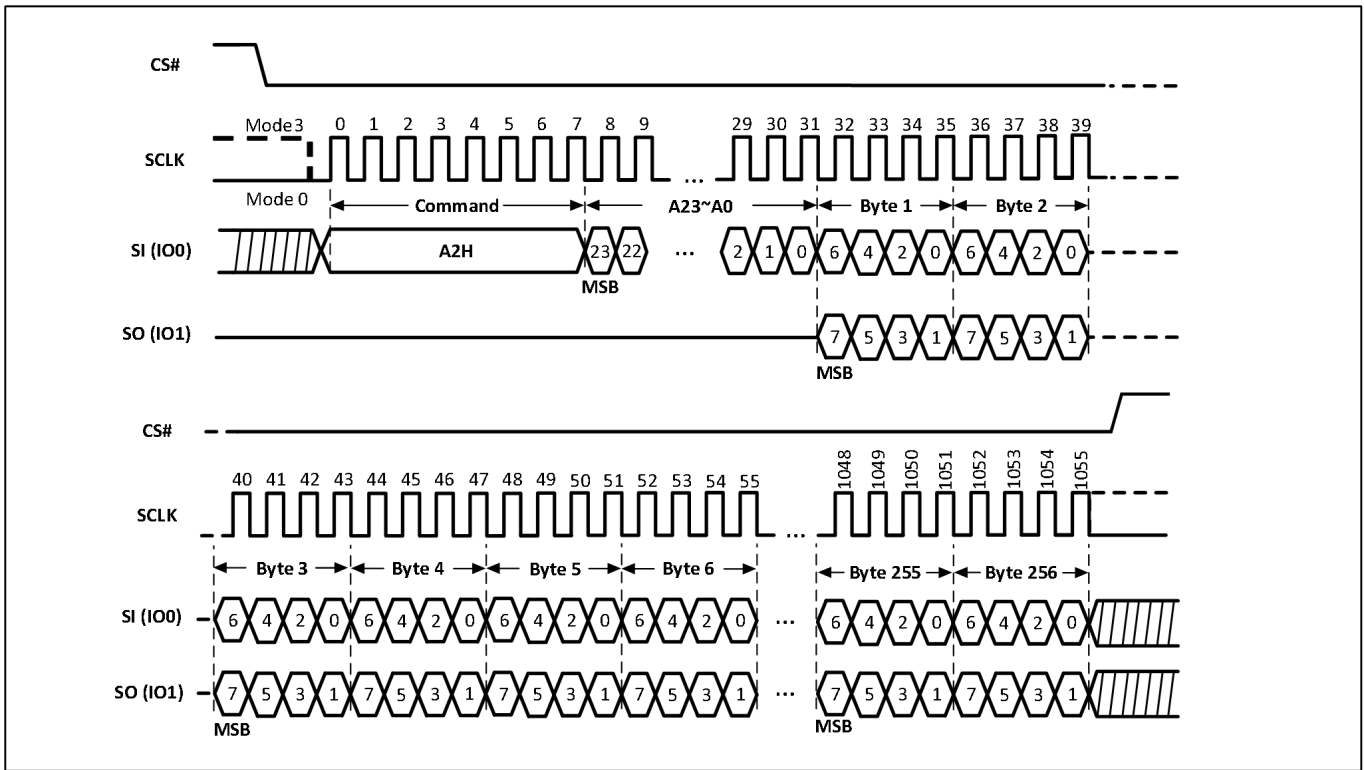 CS#
Mode 3 0 1 2 3 4 5 6 7 8 9 29 30 31 32 33 34 35 36 37 38 39
SCLK ...
Mode 0 Command A23~A0 Byte 1 Byte 2
SI (IO0) A2H 23 22 ... 2 1 0 6 4 2 0 6 4 2 0
MSB
SO (IO1) 7 5 3 1 7 5 3 1
MSB
CS#
40 41 42 43 44 45 46 47 48 49 50 51 52 53 54 55 1048 1049 1050 1051 1052 1053 1054 1055
SCLK ...
Byte 3 Byte 4 Byte 5 Byte 6 Byte 255 Byte 256
SI (IO0) 6 4 2 0 6 4 2 0 6 4 2 0 6 4 2 0 ... 6 4 2 0 6 4 2 0
SO (IO1) 7 5 3 1 7 5 3 1 7 5 3 1 7 5 3 1 ... 7 5 3 1 7 5 3 1
MSB MSB